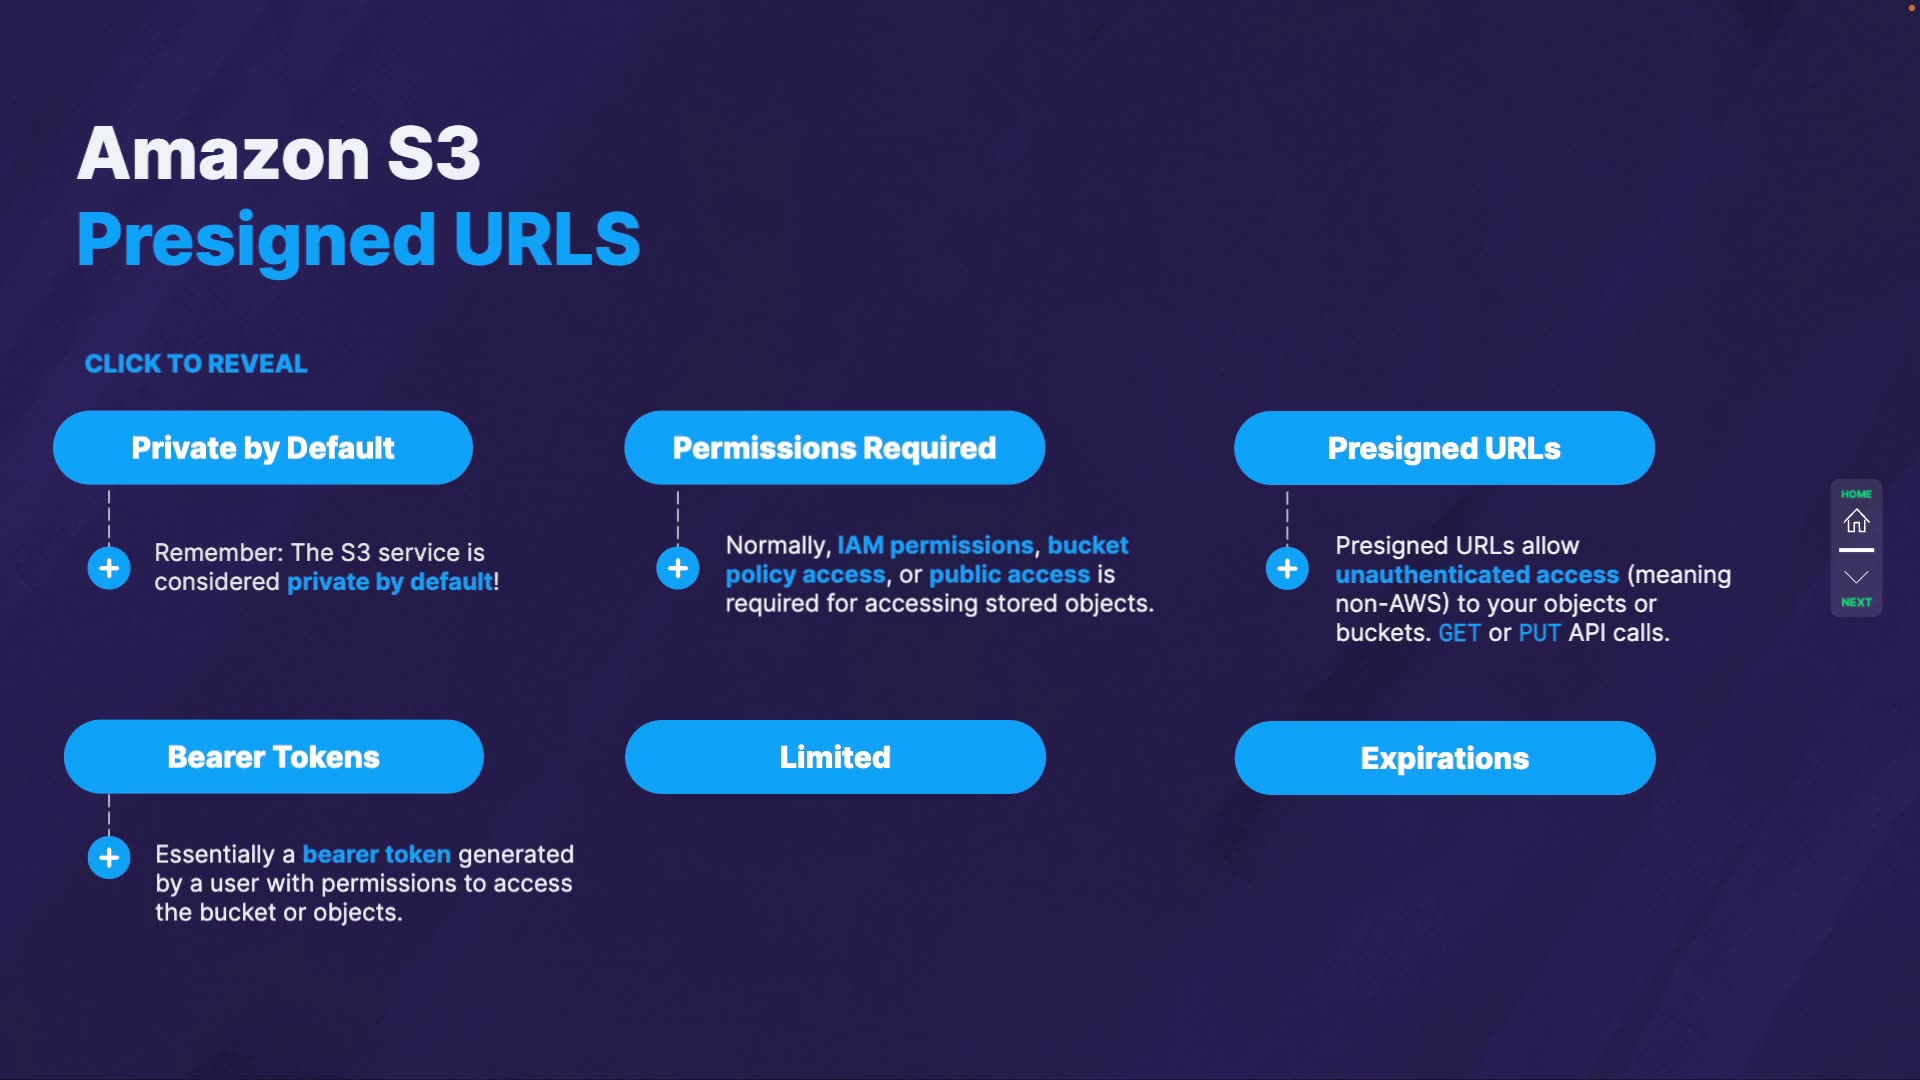 Amazon S3
Presigned URLS
CLICK TO REVEAL
Private by Default
Remember: The S3 service is
considered private by default!
Permissions Required
Normally, IAM permissions, bucket
policy access, or public access is
required for accessing stored objects.
Presigned URLs
Presigned URLs allow
unauthenticated access (meaning
non-AWS) to your objects or
buckets. GET or PUT API calls.
Bearer Tokens
Essentially a bearer token generated
by a user with permissions to access
the bucket or objects.
Limited
Expirations
HOME
NEXT